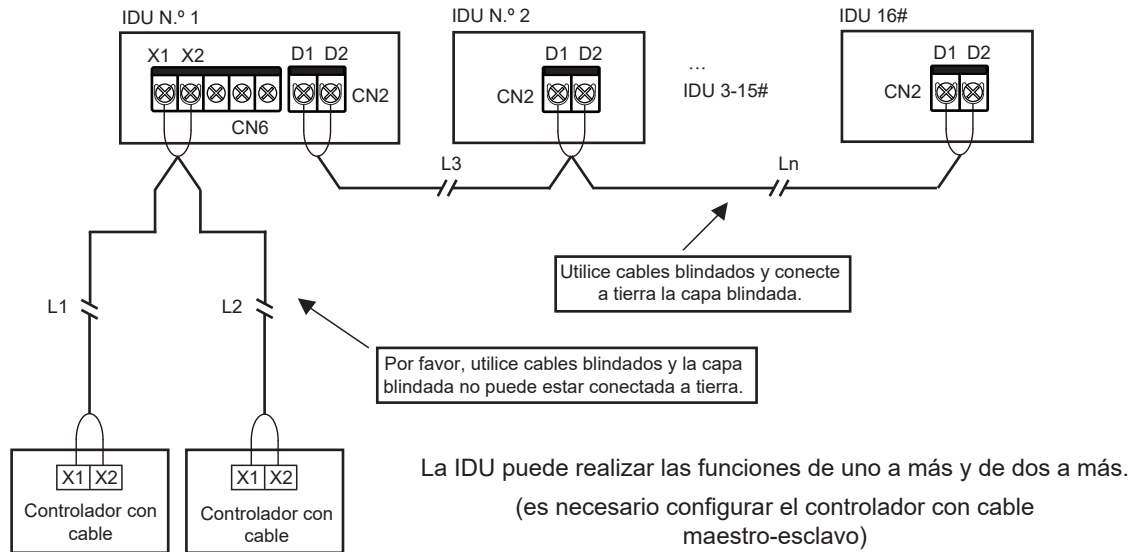 IDU N.º 1
IDU N.º 2
IDU 16#
X1 X2
D1 D2
CN2
CN6
D1 D2
CN2
...
IDU 3-15#
D1 D2
CN2
L3
Ln
Utilice cables blindados y conecte
a tierra la capa blindada.
L1
L2
Por favor, utilice cables blindados y la capa
blindada no puede estar conectada a tierra.
X1 X2
Controlador con
cable
X1 X2
Controlador con
cable
La IDU puede realizar las funciones de uno a más y de dos a más.
(es necesario configurar el controlador con cable
maestro-esclavo)